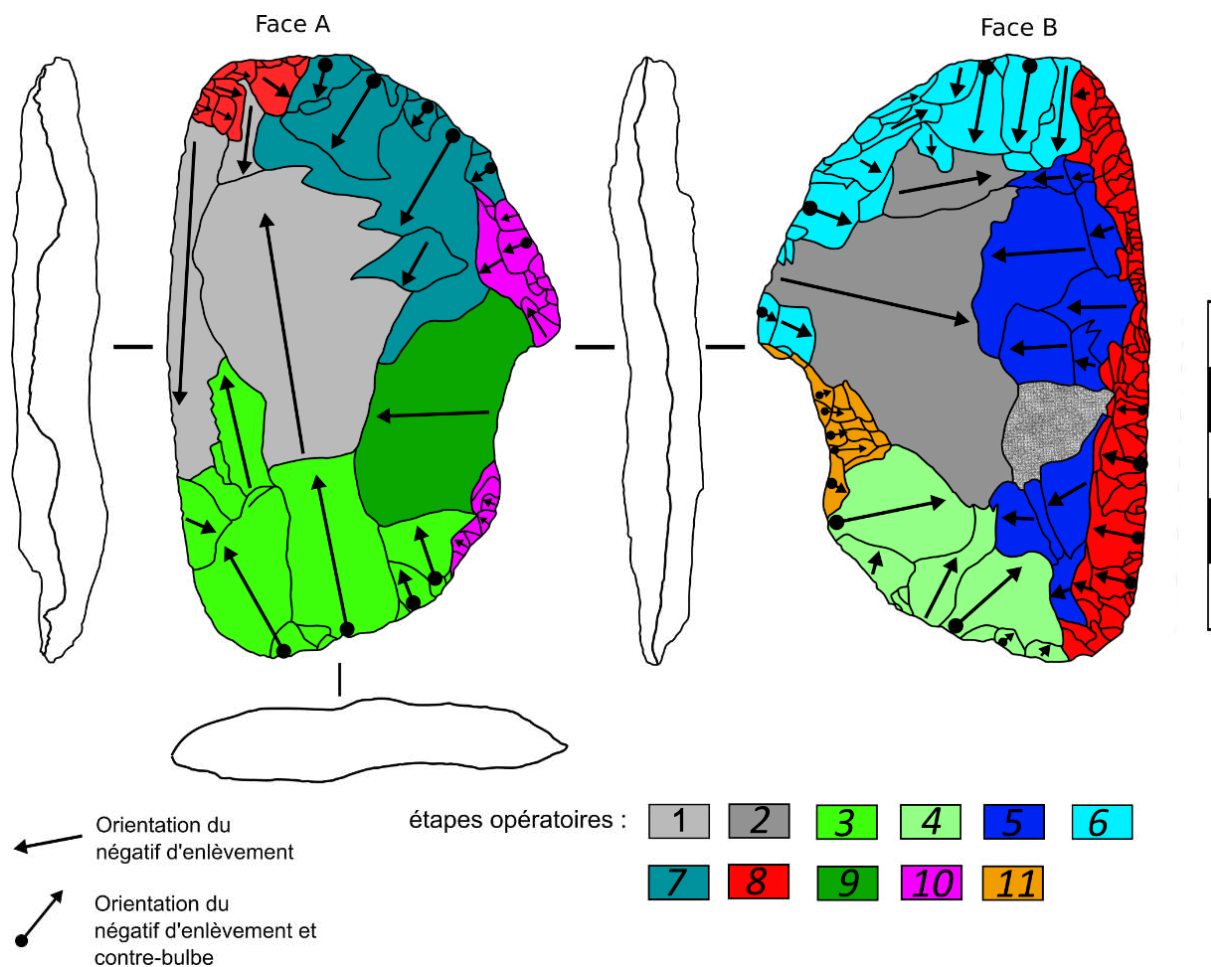 Face A
Face B
étapes opératoires :
1
2
3
4
5
6
7
8
9
10
11
Orientation du
négatif d'enlèvement
Orientation du
négatif d'enlèvement et
contre-bulbe